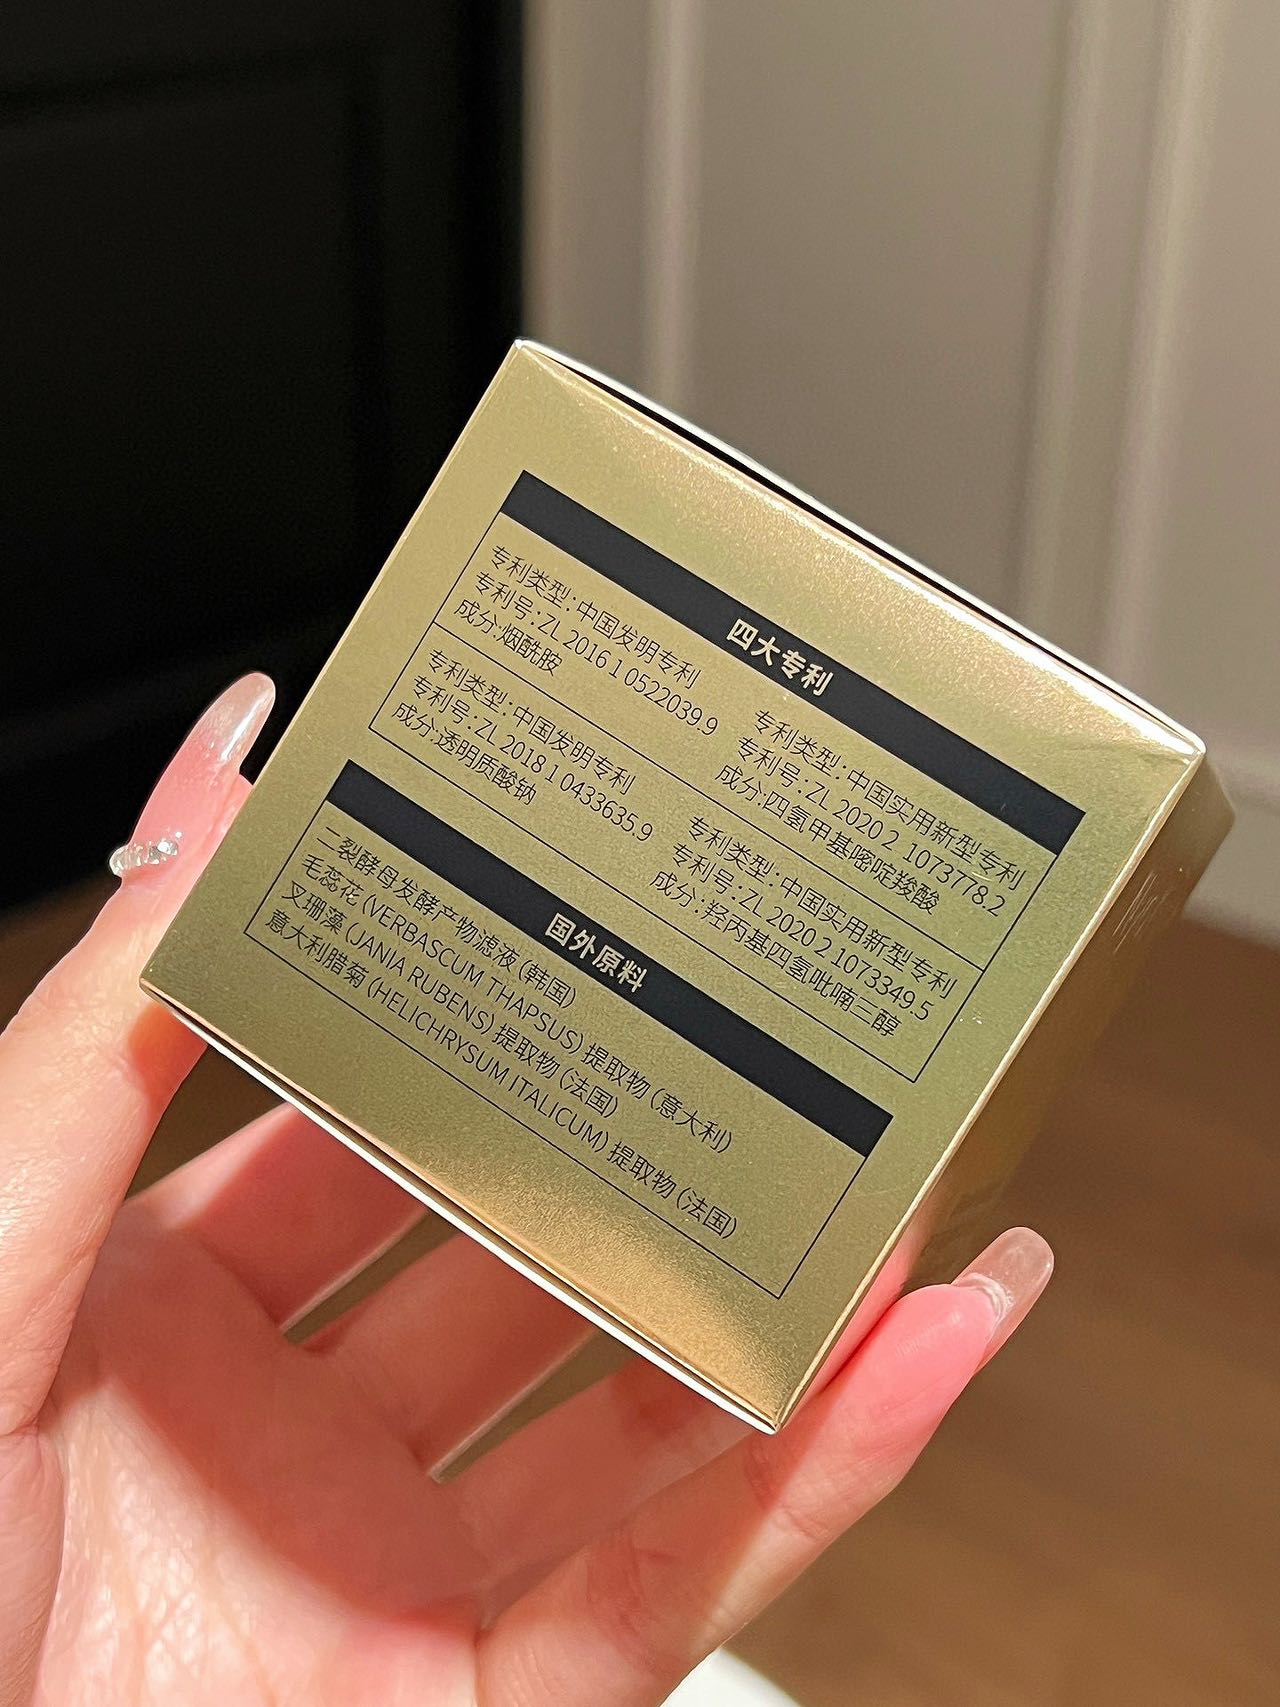 四大专利
专利类型:中国发明专利
专利号:ZL 2016 1 0522039.9
成分:烟酰胺
专利类型:中国实用新型专利
专利号:ZL 2020 2 1073778.2
成分:四氢甲基嘧啶羧酸
专利类型:中国发明专利
专利号:ZL 2018 1 0433635.9
成分:透明质酸钠
专利类型:中国实用新型专利
专利号:ZL 2020 2 1073349.5
成分:羟丙基四氢吡喃三醇
国外原料
二裂酵母发酵产物滤液 (韩国)
毛蕊花 (VERBASCUM THAPSUS) 提取物 (意大利)
叉珊藻 (JANIA RUBENS) 提取物 (法国)
意大利腊菊 (HELICHRYSUM ITALICUM) 提取物 (法国)